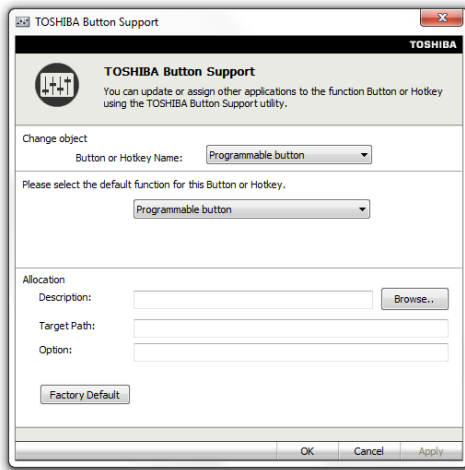 TOSHIBA Button Support
TOSHIBA
TOSHIBA Button Support
You can update or assign other applications to the function Button or Hotkey
using the TOSHIBA Button Support utility.
Change object
Button or Hotkey Name: Programmable button
Please select the default function for this Button or Hotkey.
Programmable button
Allocation
Description: Browse..
Target Path:
Option:
Factory Default
OK Cancel Apply